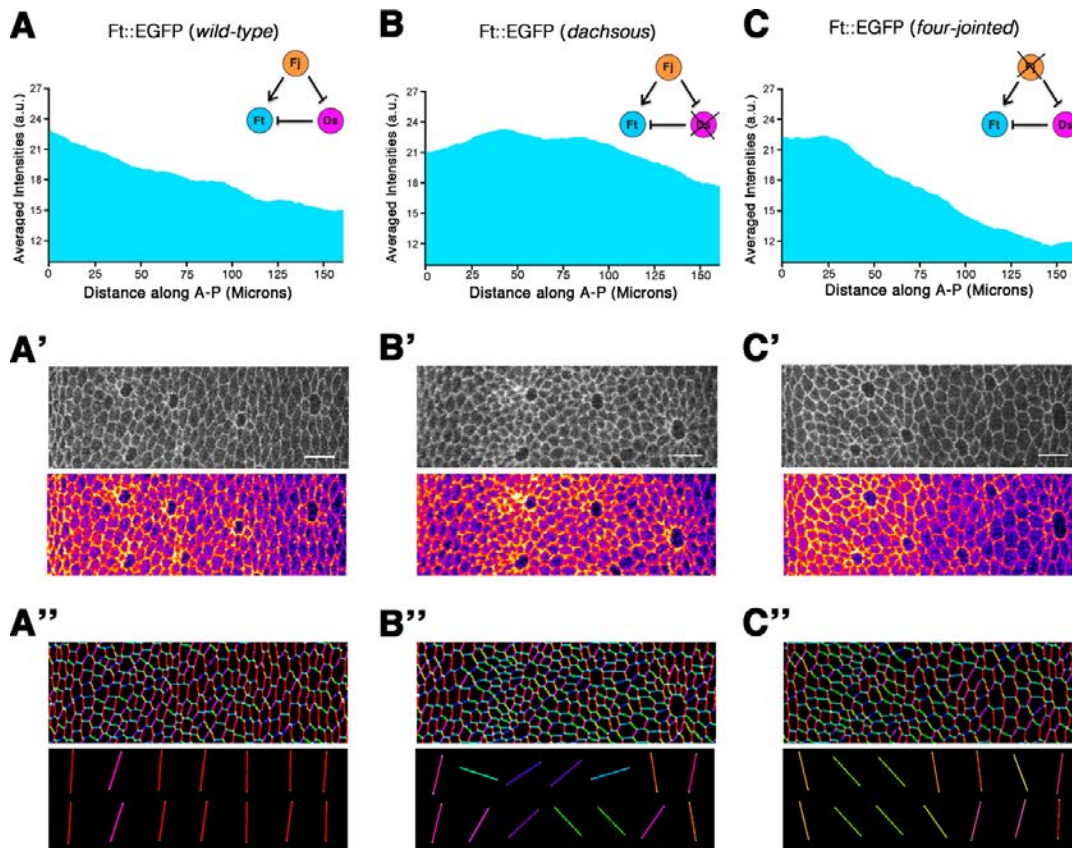 A
Ft::EGFP (wild-type)
Fj
Ft
Ds
Averaged Intensities (a.u.)
27
24
21
18
15
12
0
25
50
75
100
125
150
Distance along A-P (Microns)
B
Ft::EGFP (dachsous)
Fj
Ft
Ds
Averaged Intensities (a.u.)
27
24
21
18
15
12
0
25
50
75
100
125
150
Distance along A-P (Microns)
C
Ft::EGFP (four-jointed)
Fj
Ft
Ds
Averaged Intensities (a.u.)
27
24
21
18
15
12
0
25
50
75
100
125
150
Distance along A-P (Microns)
A'
B'
C'
A''
B''
C''